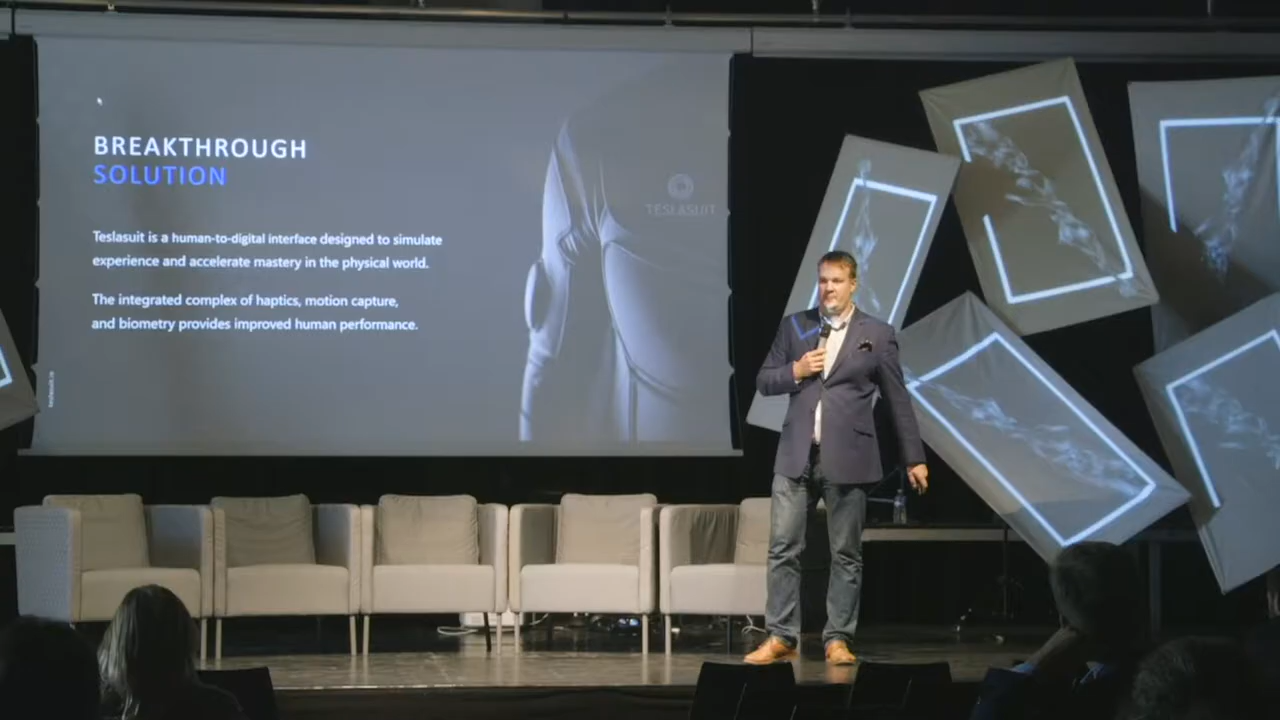 BREAKTHROUGH
SOLUTION
Teslasuit is a human-to-digital interface designed to simulate
experience and accelerate mastery in the physical world.
The integrated complex of haptics, motion capture,
and biometry provides improved human performance.
TESLASUIT